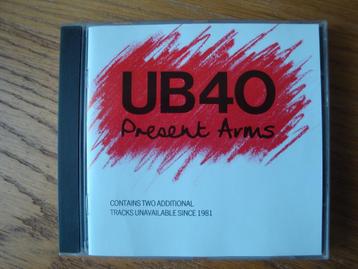 UB40
Present Arms
CONTAINS TWO ADDITIONAL
TRACKS UNAVAILABLE SINCE 1981